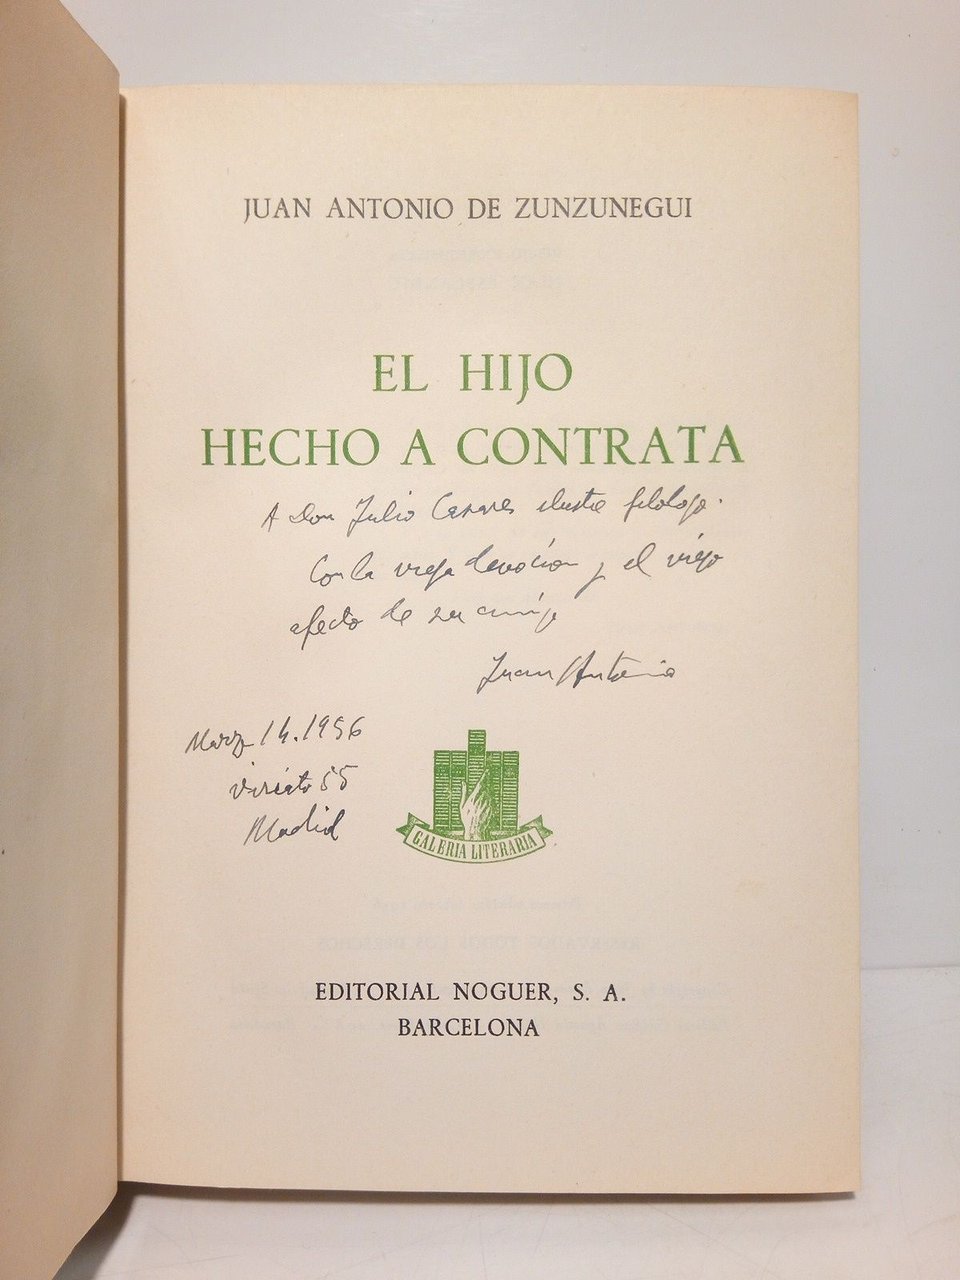 JUAN ANTONIO DE ZUNZUNEGUI
EL HIJO
HECHO A CONTRATA
A don Julio Casares ilustre filólogo.
Con la vieja devoción y el viejo
afecto de su amigo
Juan Antonio
Marzo 14.1956
Viriato 55
Madrid
GALERIA LITERARIA
EDITORIAL NOGUER, S. A.
BARCELONA